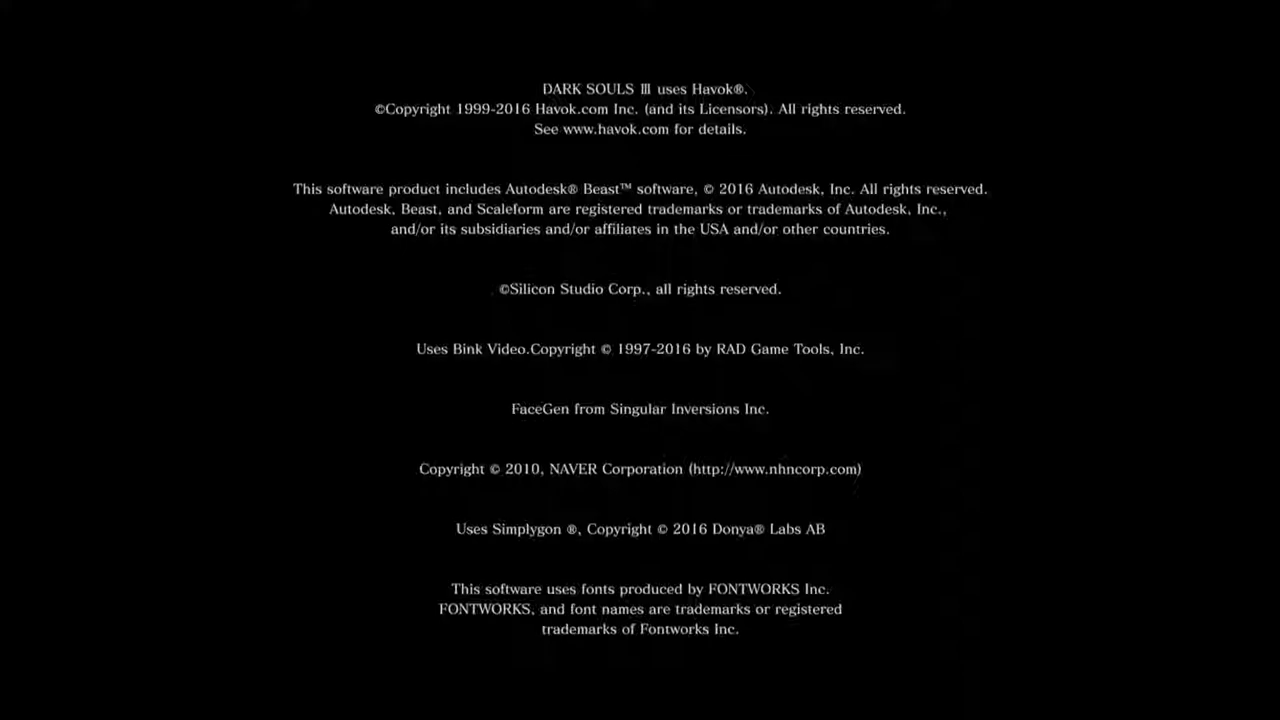 DARK SOULS Ⅲ uses Havok®.
©Copyright 1999-2016 Havok.com Inc. (and its Licensors). All rights reserved.
See www.havok.com for details.
This software product includes Autodesk® Beast™ software, © 2016 Autodesk, Inc. All rights reserved.
Autodesk, Beast, and Scaleform are registered trademarks or trademarks of Autodesk, Inc.,
and/or its subsidiaries and/or affiliates in the USA and/or other countries.
©Silicon Studio Corp., all rights reserved.
Uses Bink Video.Copyright © 1997-2016 by RAD Game Tools, Inc.
FaceGen from Singular Inversions Inc.
Copyright © 2010, NAVER Corporation (http://www.nhncorp.com)
Uses Simplygon ®, Copyright © 2016 Donya® Labs AB
This software uses fonts produced by FONTWORKS Inc.
FONTWORKS, and font names are trademarks or registered
trademarks of Fontworks Inc.